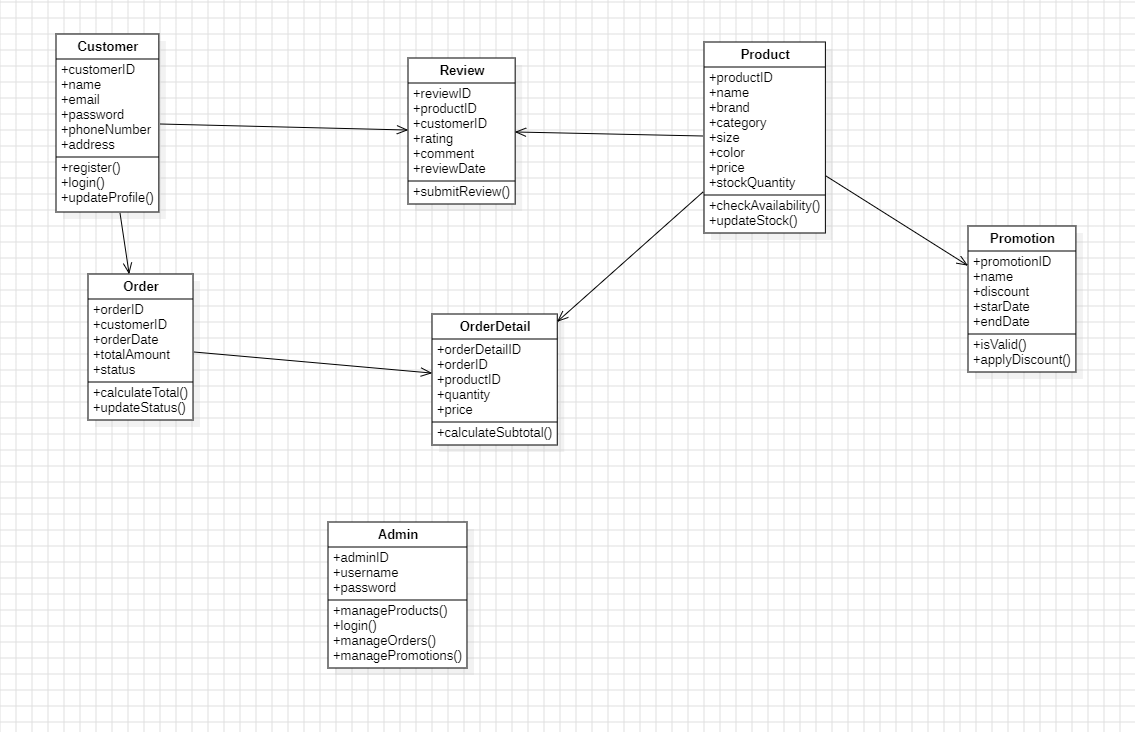 Customer
+customerID
+name
+email
+password
+phoneNumber
+address
+register()
+login()
+updateProfile()
Review
+reviewID
+productID
+customerID
+rating
+comment
+reviewDate
+submitReview()
Product
+productID
+name
+brand
+category
+size
+color
+price
+stockQuantity
+checkAvailability()
+updateStock()
Promotion
+promotionID
+name
+discount
+starDate
+endDate
+isValid()
+applyDiscount()
Order
+orderID
+customerID
+orderDate
+totalAmount
+status
+calculateTotal()
+updateStatus()
OrderDetail
+orderDetailID
+orderID
+productID
+quantity
+price
+calculateSubtotal()
Admin
+adminID
+username
+password
+manageProducts()
+login()
+manageOrders()
+managePromotions()